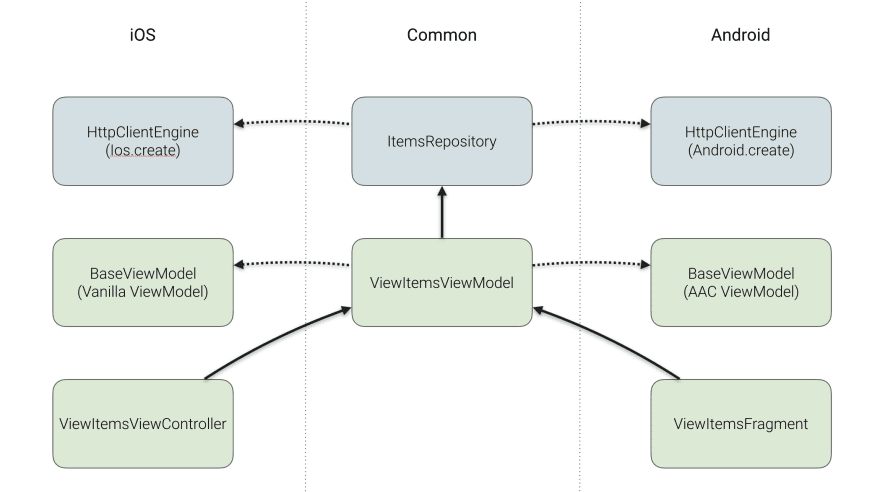 iOS
Common
Android
HttpClientEngine
(Ios.create)
ItemsRepository
HttpClientEngine
(Android.create)
BaseViewModel
(Vanilla ViewModel)
ViewItemsViewModel
BaseViewModel
(AAC ViewModel)
ViewItemsViewController
ViewItemsFragment